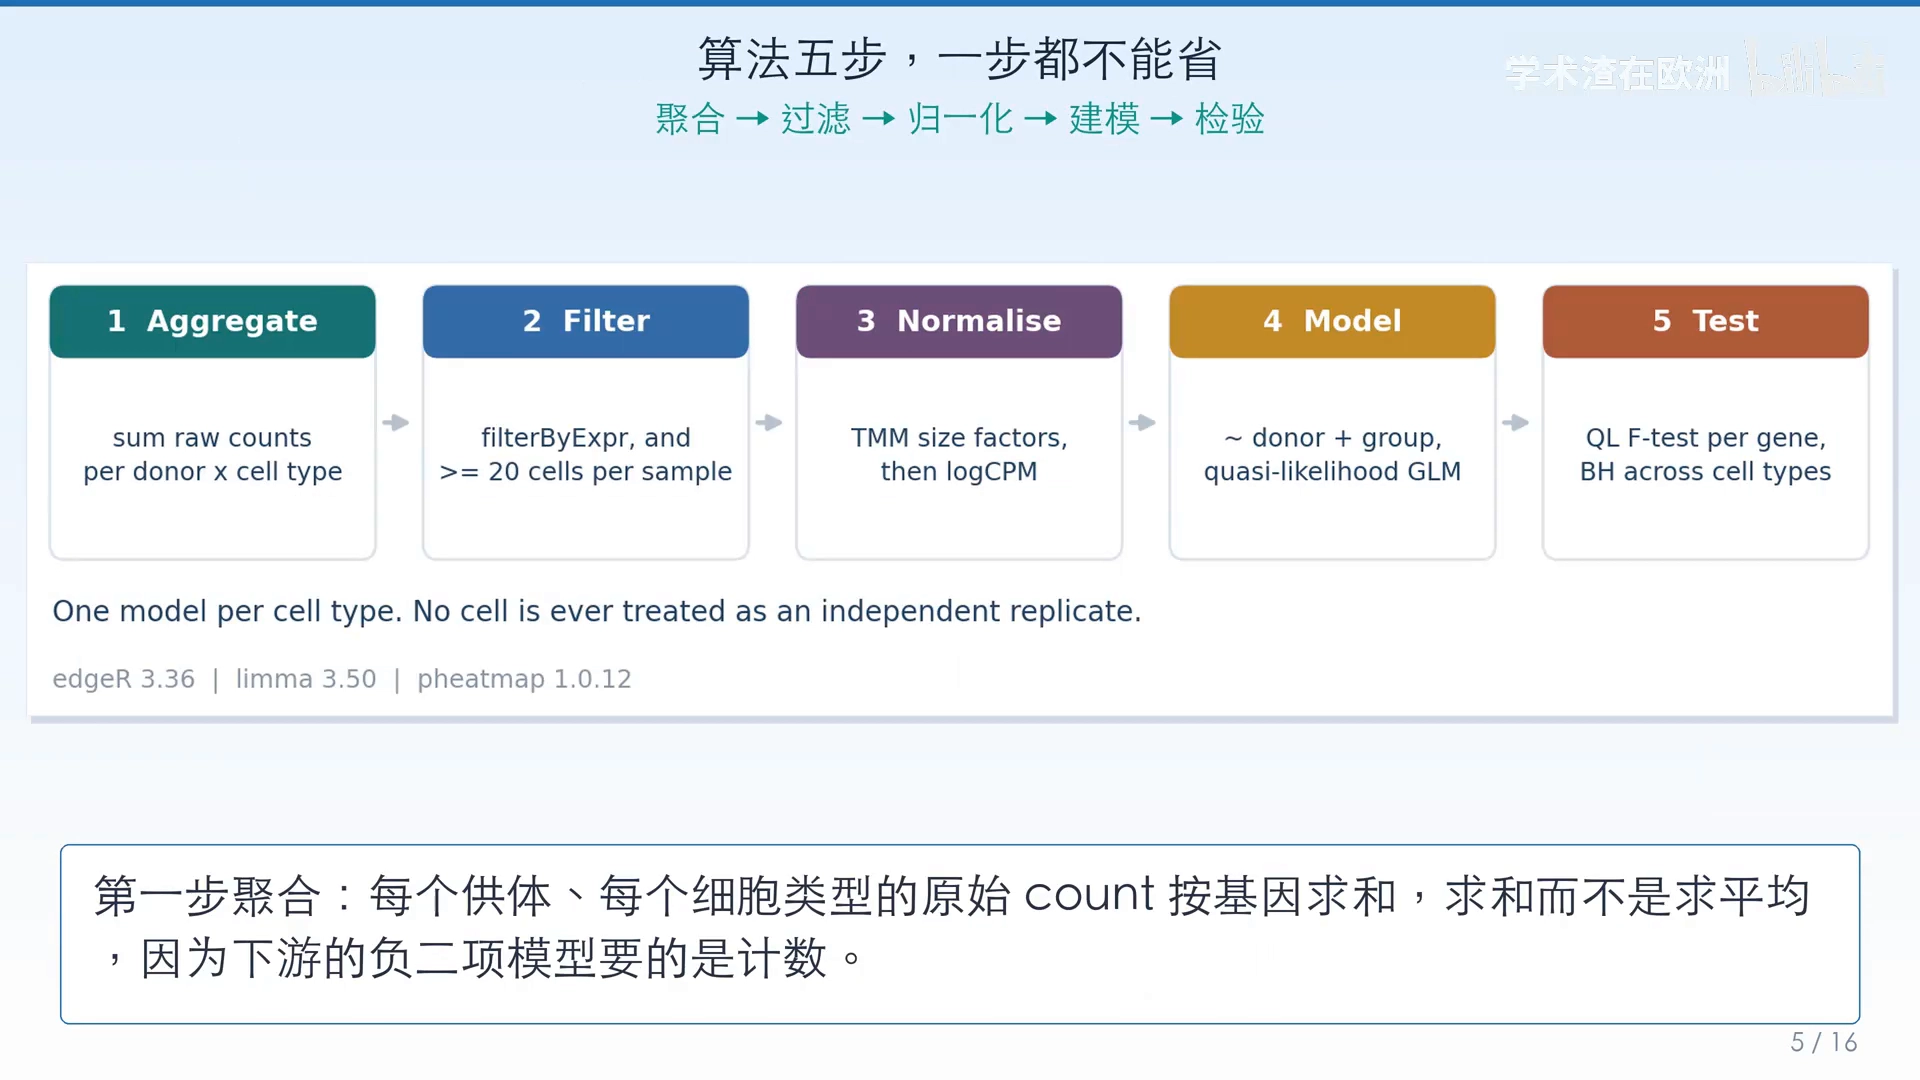 算法五步，一步都不能省
学术渣在欧洲 bilibili
聚合 → 过滤 → 归一化 → 建模 → 检验
1 Aggregate
sum raw counts
per donor x cell type
2 Filter
filterByExpr, and
>= 20 cells per sample
3 Normalise
TMM size factors,
then logCPM
4 Model
~ donor + group,
quasi-likelihood GLM
5 Test
QL F-test per gene,
BH across cell types
One model per cell type. No cell is ever treated as an independent replicate.
edgeR 3.36 | limma 3.50 | pheatmap 1.0.12
第一步聚合：每个供体、每个细胞类型的原始 count 按基因求和，求和而不是求平均
，因为下游的负二项模型要的是计数。
5 / 16